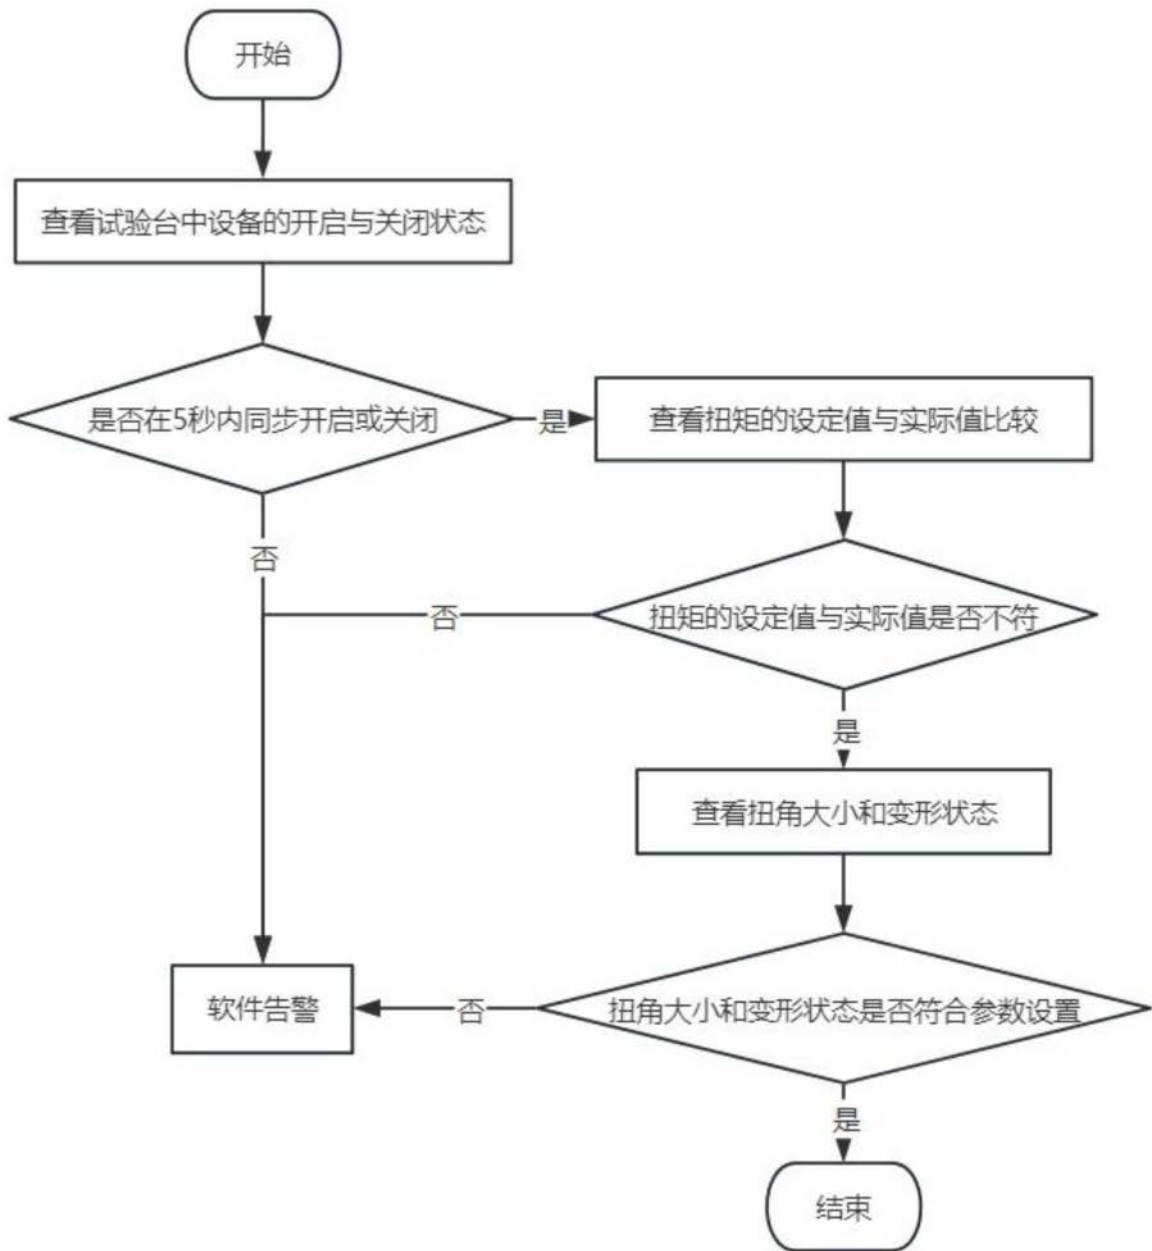 开始
查看试验台中设备的开启与关闭状态
是否在5秒内同步开启或关闭
是
查看扭矩的设定值与实际值比较
否
否
扭矩的设定值与实际值是否不符
是
查看扭角大小和变形状态
软件告警
否
扭角大小和变形状态是否符合参数设置
是
结束